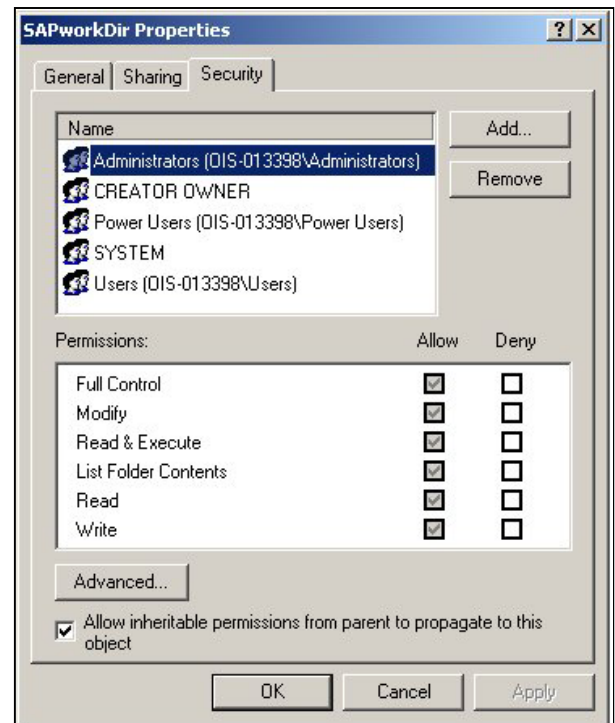 SAPworkDir Properties
General Sharing Security
Name
Add...
Administrators (OIS-013398\Administrators)
CREATOR OWNER
Remove
Power Users (OIS-013398\Power Users)
SYSTEM
Users (OIS-013398\Users)
Permissions: Allow Deny
Full Control
Modify
Read & Execute
List Folder Contents
Read
Write
Advanced...
Allow inheritable permissions from parent to propagate to this
object
OK Cancel Apply